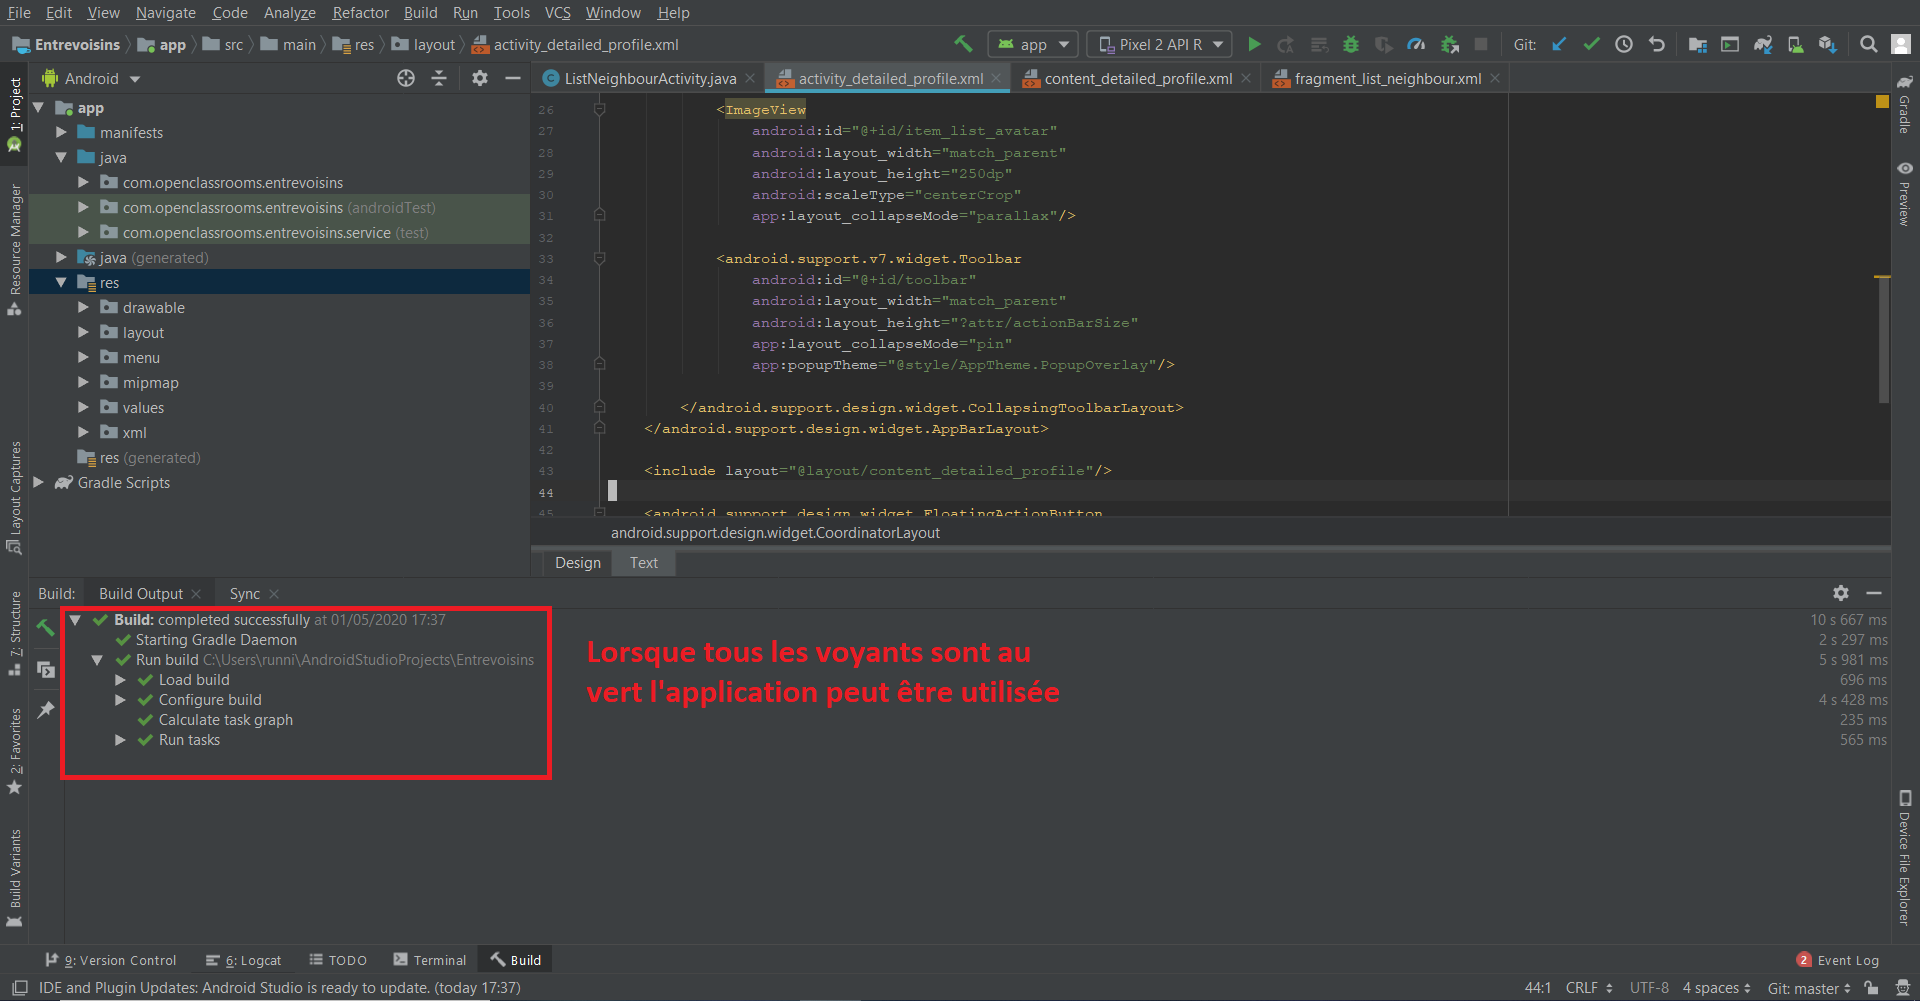 File Edit View Navigate Code Analyze Refactor Build Run Tools VCS Window Help
Entrevoisins app src main res layout activity_detailed_profile.xml
app Pixel 2 API R Git:
Android
ListNeighbourActivity.java activity_detailed_profile.xml content_detailed_profile.xml fragment_list_neighbour.xml
1: Project
Resource Manager
Layout Captures
7: Structure
2: Favorites
Build Variants
app
manifests
java
com.openclassrooms.entrevoisins
com.openclassrooms.entrevoisins (androidTest)
com.openclassrooms.entrevoisins.service (test)
java (generated)
res
drawable
layout
menu
mipmap
values
xml
res (generated)
Gradle Scripts
26 <ImageView
27 android:id="@+id/item_list_avatar"
28 android:layout_width="match_parent"
29 android:layout_height="250dp"
30 android:scaleType="centerCrop"
31 app:layout_collapseMode="parallax"/>
32
33 <android.support.v7.widget.Toolbar
34 android:id="@+id/toolbar"
35 android:layout_width="match_parent"
36 android:layout_height="?attr/actionBarSize"
37 app:layout_collapseMode="pin"
38 app:popupTheme="@style/AppTheme.PopupOverlay"/>
39
40 </android.support.design.widget.CollapsingToolbarLayout>
41 </android.support.design.widget.AppBarLayout>
42
43 <include layout="@layout/content_detailed_profile"/>
44
45 <android.support.design.widget.FloatingActionButton
android.support.design.widget.CoordinatorLayout
Design Text
Gradle
Preview
Device File Explorer
Build: Build Output Sync
Build: completed successfully at 01/05/2020 17:37 10 s 667 ms
Starting Gradle Daemon 2 s 297 ms
Run build C:\Users\runni\AndroidStudioProjects\Entrevoisins 5 s 981 ms
Load build 696 ms
Configure build 4 s 428 ms
Calculate task graph 235 ms
Run tasks 565 ms
Lorsque tous les voyants sont au
vert l'application peut être utilisée
9: Version Control 6: Logcat TODO Terminal Build 2 Event Log
IDE and Plugin Updates: Android Studio is ready to update. (today 17:37) 44:1 CRLF UTF-8 4 spaces Git: master